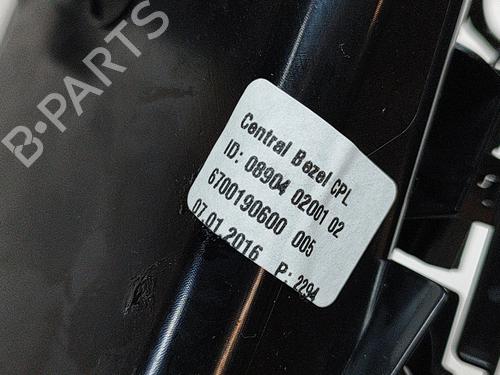 B·PARTS
Central Bezel CPL
ID: 08904 02001 02
6700190600 005
07.01.2016 P: 2294